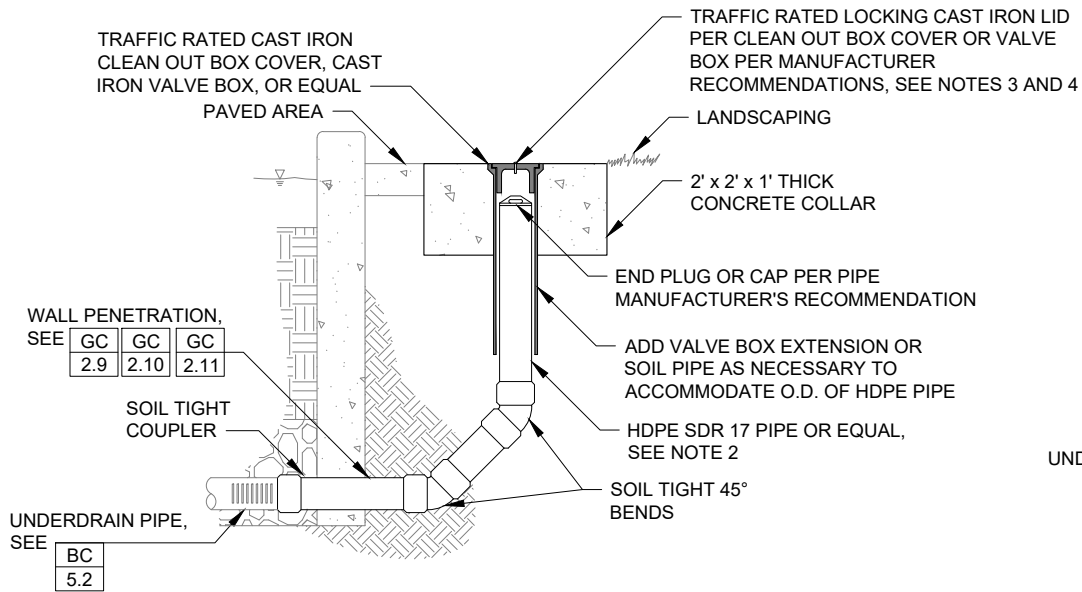 TRAFFIC RATED CAST IRON
CLEAN OUT BOX COVER, CAST
IRON VALVE BOX, OR EQUAL
PAVED AREA
TRAFFIC RATED LOCKING CAST IRON LID
PER CLEAN OUT BOX COVER OR VALVE
BOX PER MANUFACTURER
RECOMMENDATIONS, SEE NOTES 3 AND 4
LANDSCAPING
2' x 2' x 1' THICK
CONCRETE COLLAR
END PLUG OR CAP PER PIPE
MANUFACTURER'S RECOMMENDATION
WALL PENETRATION,
SEE GC GC GC
2.9 2.10 2.11
ADD VALVE BOX EXTENSION OR
SOIL PIPE AS NECESSARY TO
ACCOMMODATE O.D. OF HDPE PIPE
SOIL TIGHT
COUPLER
HDPE SDR 17 PIPE OR EQUAL,
SEE NOTE 2
UND
SOIL TIGHT 45°
BENDS
UNDERDRAIN PIPE,
SEE
BC
5.2